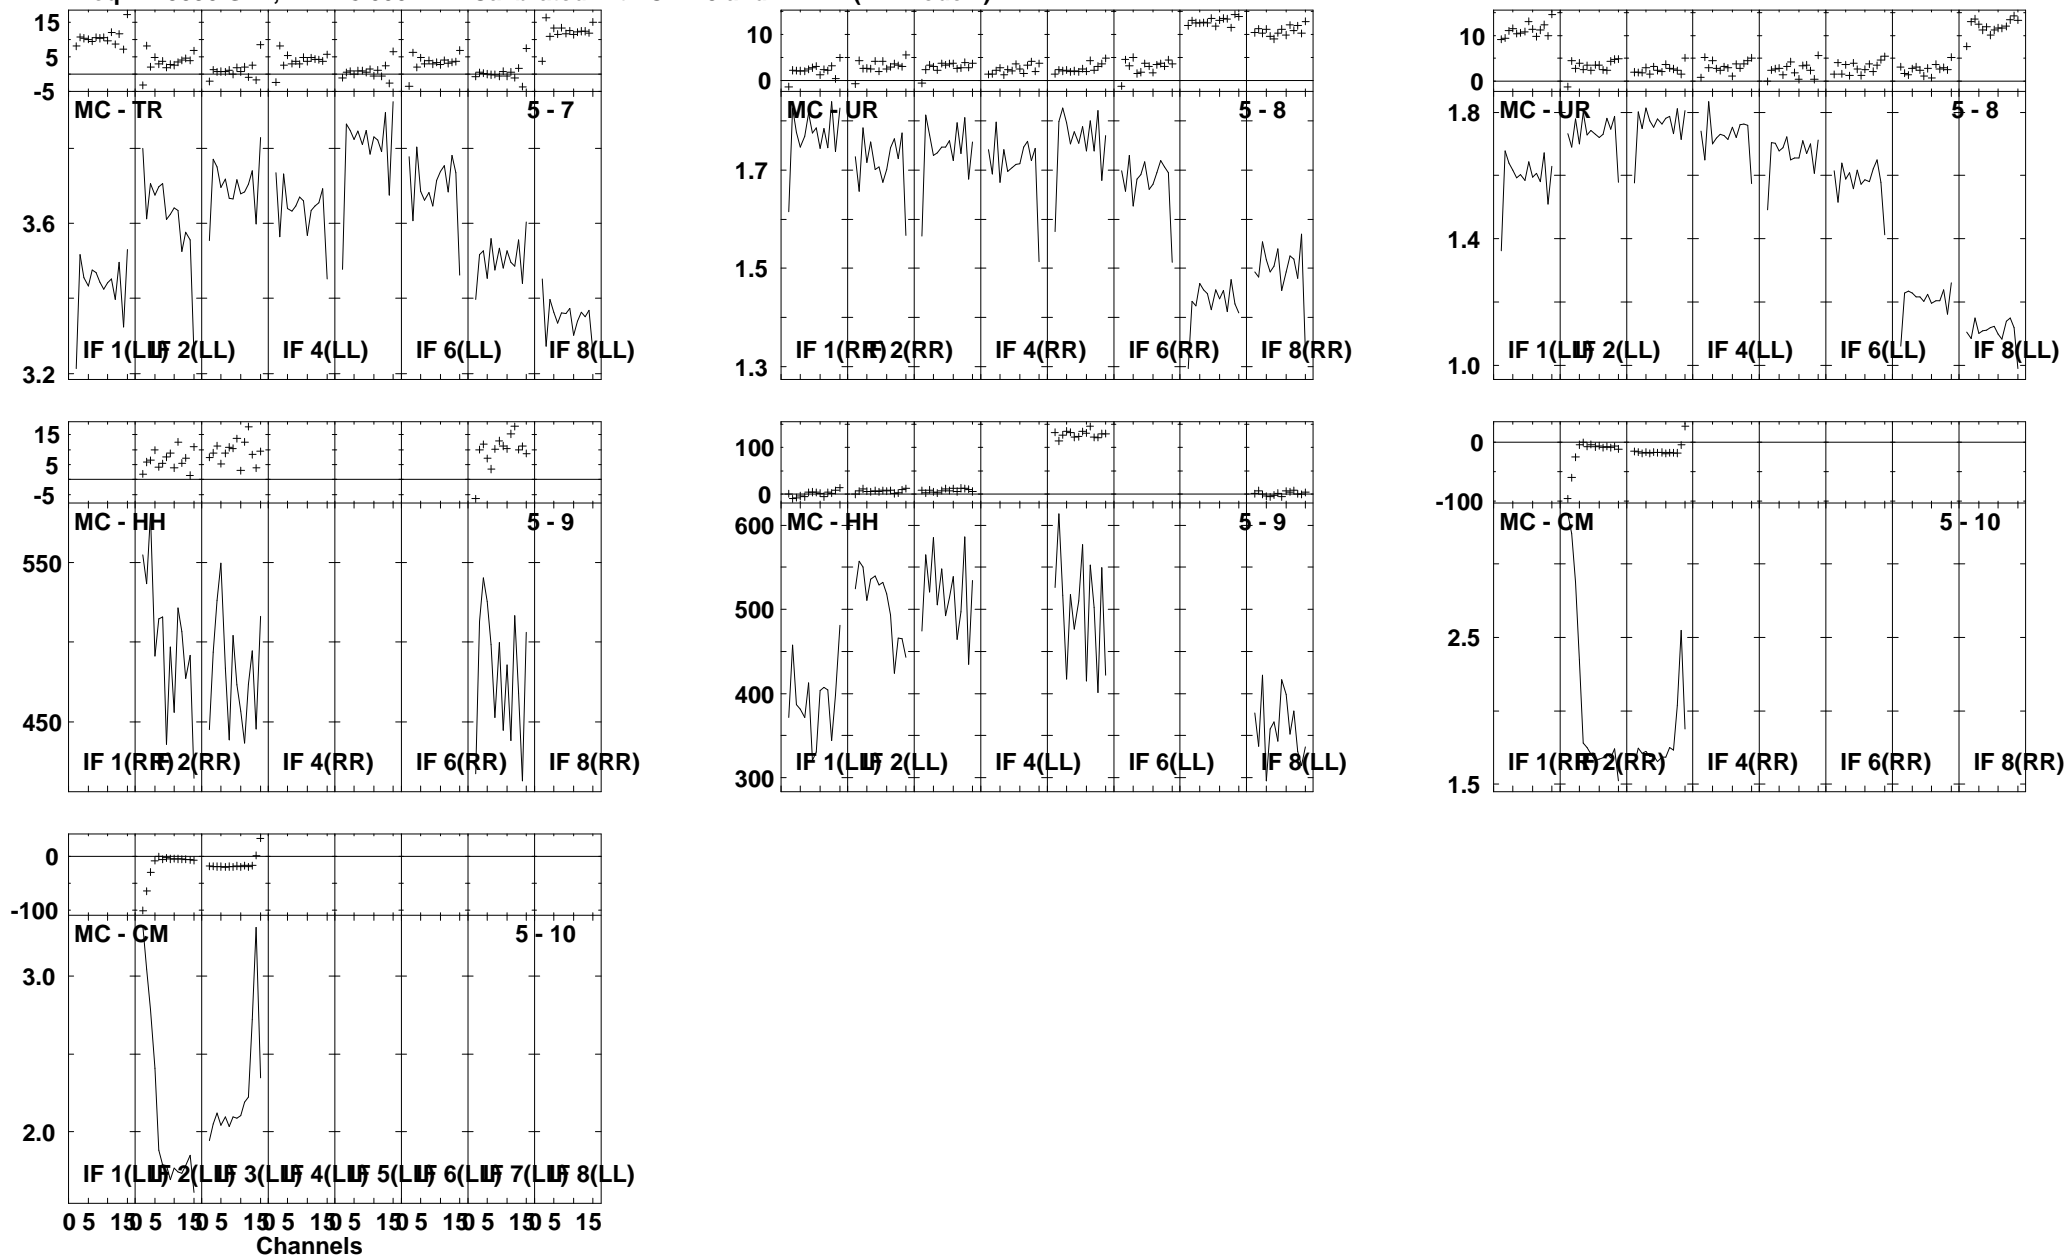 15 5 -5
MC - TR 5 - 7
3.6
3.2
IF 1(LL) IF 2(LL) IF 4(LL) IF 6(LL) IF 8(LL)
10 0
MC - UR 5 - 8
1.7
1.5
1.3
IF 1(RR) IF 2(RR) IF 4(RR) IF 6(RR) IF 8(RR)
10 0
MC - UR 5 - 8
1.8
1.4
1.0
IF 1(LL) IF 2(LL) IF 4(LL) IF 6(LL) IF 8(LL)
15 5 -5
MC - HH 5 - 9
550
450
IF 1(RR) IF 2(RR) IF 4(RR) IF 6(RR) IF 8(RR)
100 0
MC - HH 5 - 9
600
500
400
300
IF 1(LL) IF 2(LL) IF 4(LL) IF 6(LL) IF 8(LL)
0 -100
MC - CM 5 - 10
2.5
1.5
IF 1(RR) IF 2(RR) IF 4(RR) IF 6(RR) IF 8(RR)
0 -100
MC - CM 5 - 10
3.0
2.0
IF 1(LL) IF 2(LL) IF 3(LL) IF 4(LL) IF 5(LL) IF 6(LL) IF 7(LL) IF 8(LL)
0 5 15 0 5 15 0 5 15 0 5 15 0 5 15 0 5 15 0 5 15 0 5 15
Channels